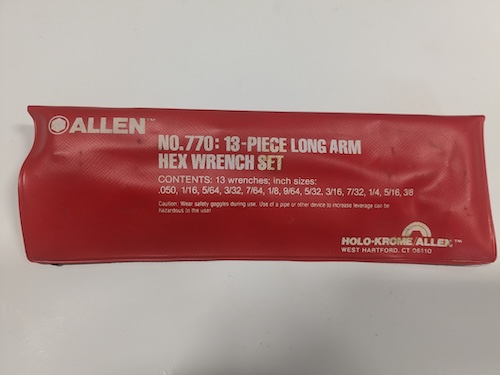 ALLEN™
NO.770: 13-PIECE LONG ARM
HEX WRENCH SET
CONTENTS: 13 wrenches; inch sizes:
.050, 1/16, 5/64, 3/32, 7/64, 1/8, 9/64, 5/32, 3/16, 7/32, 1/4, 5/16, 3/8
Caution: Wear safety goggles during use. Use of a pipe or other device to increase leverage can be
hazardous to the user
HOLO-KROME/ALLEN™
WEST HARTFORD, CT 06110